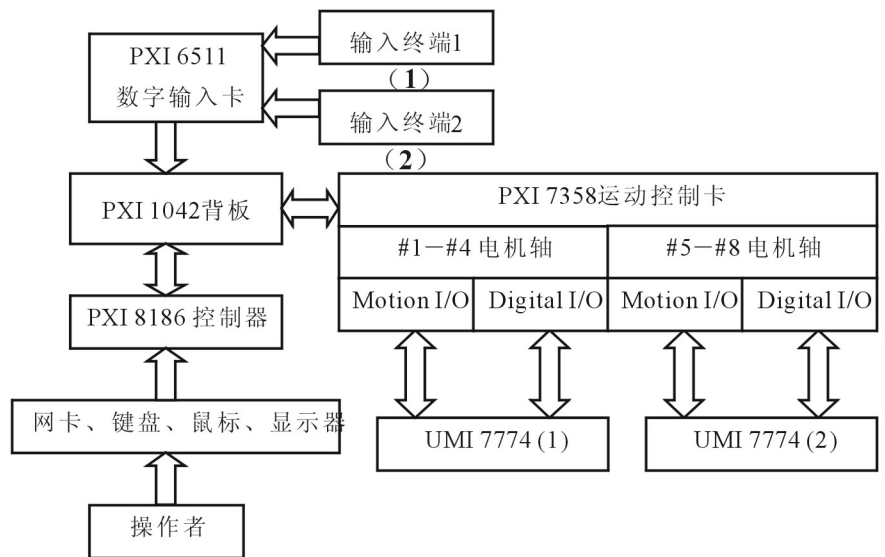 PXI 6511
数字输入卡
输入终端1
(1)
输入终端2
(2)
PXI 1042背板
PXI 7358运动控制卡
#1－#4 电机轴
#5－#8 电机轴
Motion I/O
Digital I/O
Motion I/O
Digital I/O
PXI 8186 控制器
网卡、键盘、鼠标、显示器
UMI 7774 (1)
UMI 7774 (2)
操作者